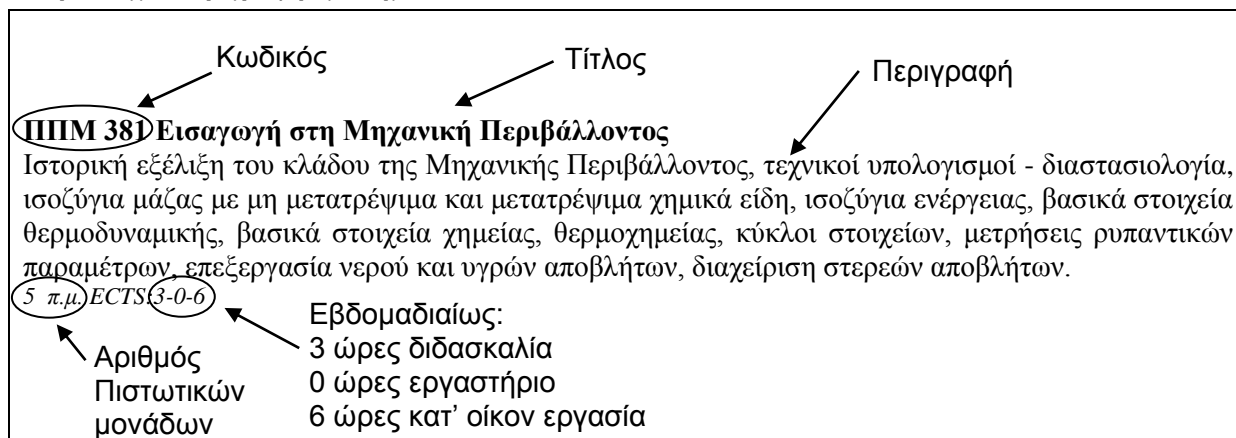 Κωδικός
Τίτλος
Περιγραφή
ΠΠΜ 381 Εισαγωγή στη Μηχανική Περιβάλλοντος
Ιστορική εξέλιξη του κλάδου της Μηχανικής Περιβάλλοντος, τεχνικοί υπολογισμοί - διαστασιολογία,
ισοζύγια μάζας με μη μετατρέψιμα και μετατρέψιμα χημικά είδη, ισοζύγια ενέργειας, βασικά στοιχεία
θερμοδυναμικής, βασικά στοιχεία χημείας, θερμοχημείας, κύκλοι στοιχείων, μετρήσεις ρυπαντικών
παραμέτρων, επεξεργασία νερού και υγρών αποβλήτων, διαχείριση στερεών αποβλήτων.
5 π.μ. ECTS:3-0-6
Εβδομαδιαίως:
3 ώρες διδασκαλία
0 ώρες εργαστήριο
6 ώρες κατ’ οίκον εργασία
Αριθμός
Πιστωτικών
μονάδων